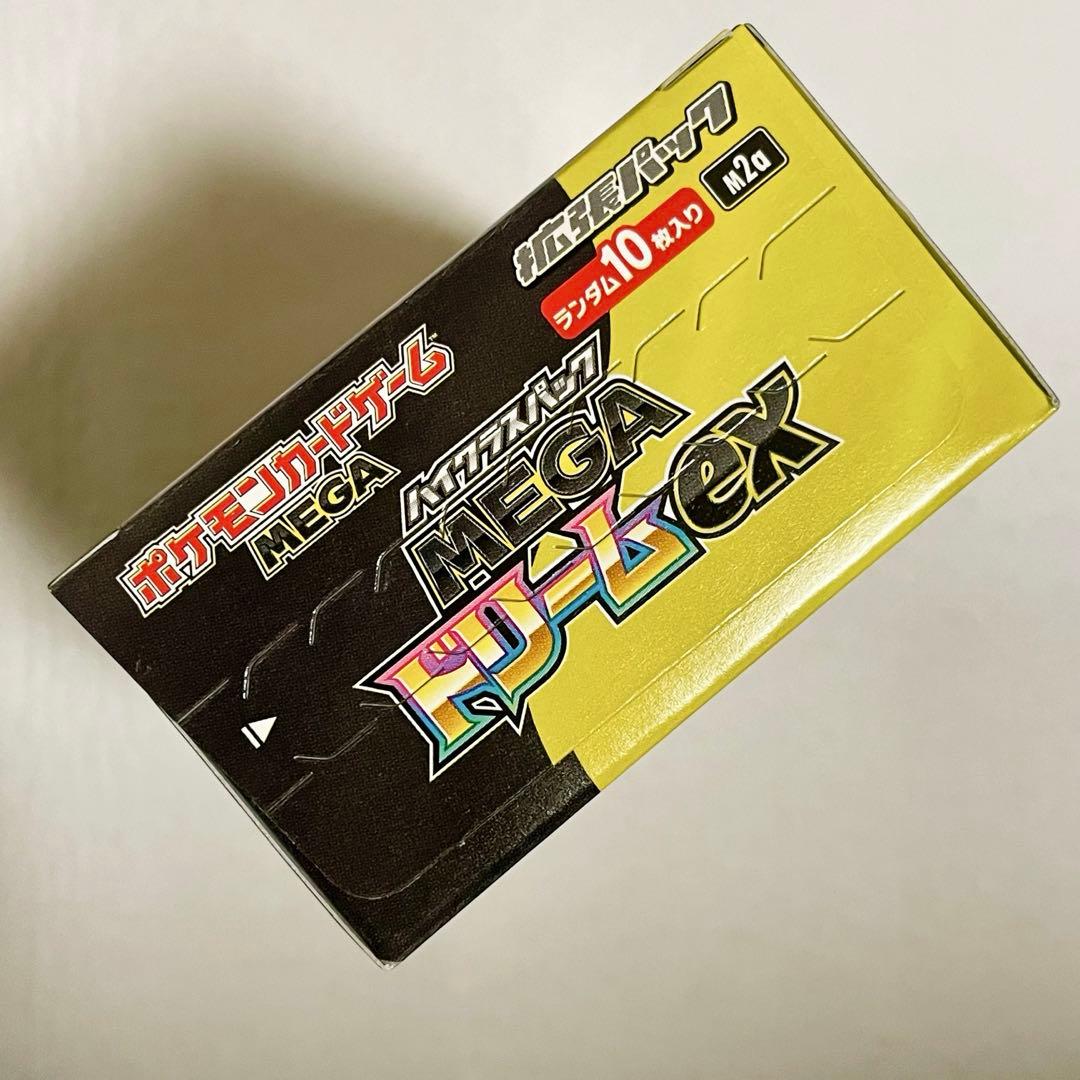 ポケモンカードゲーム™
MEGA
拡張パック
ランダム10枚入り
M2a
ハイクラスパック
MEGA
ドリームex